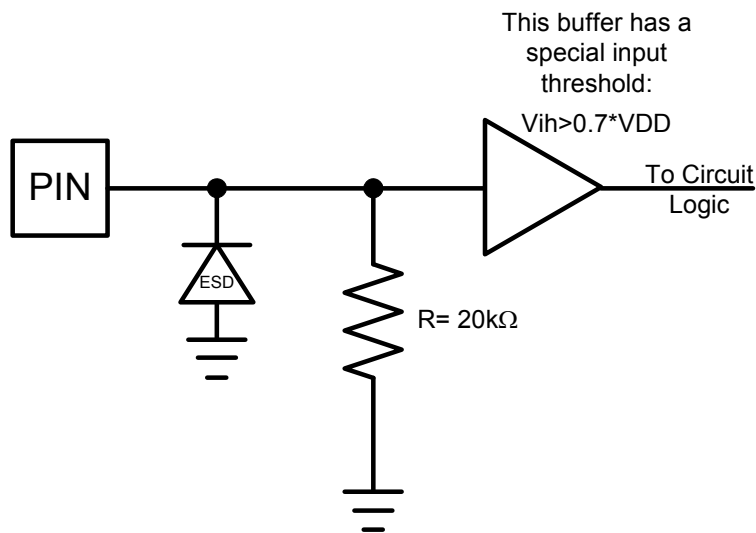 This buffer has a
special input
threshold:
Vih>0.7*VDD
PIN
To Circuit
Logic
ESD
R= 20kΩ